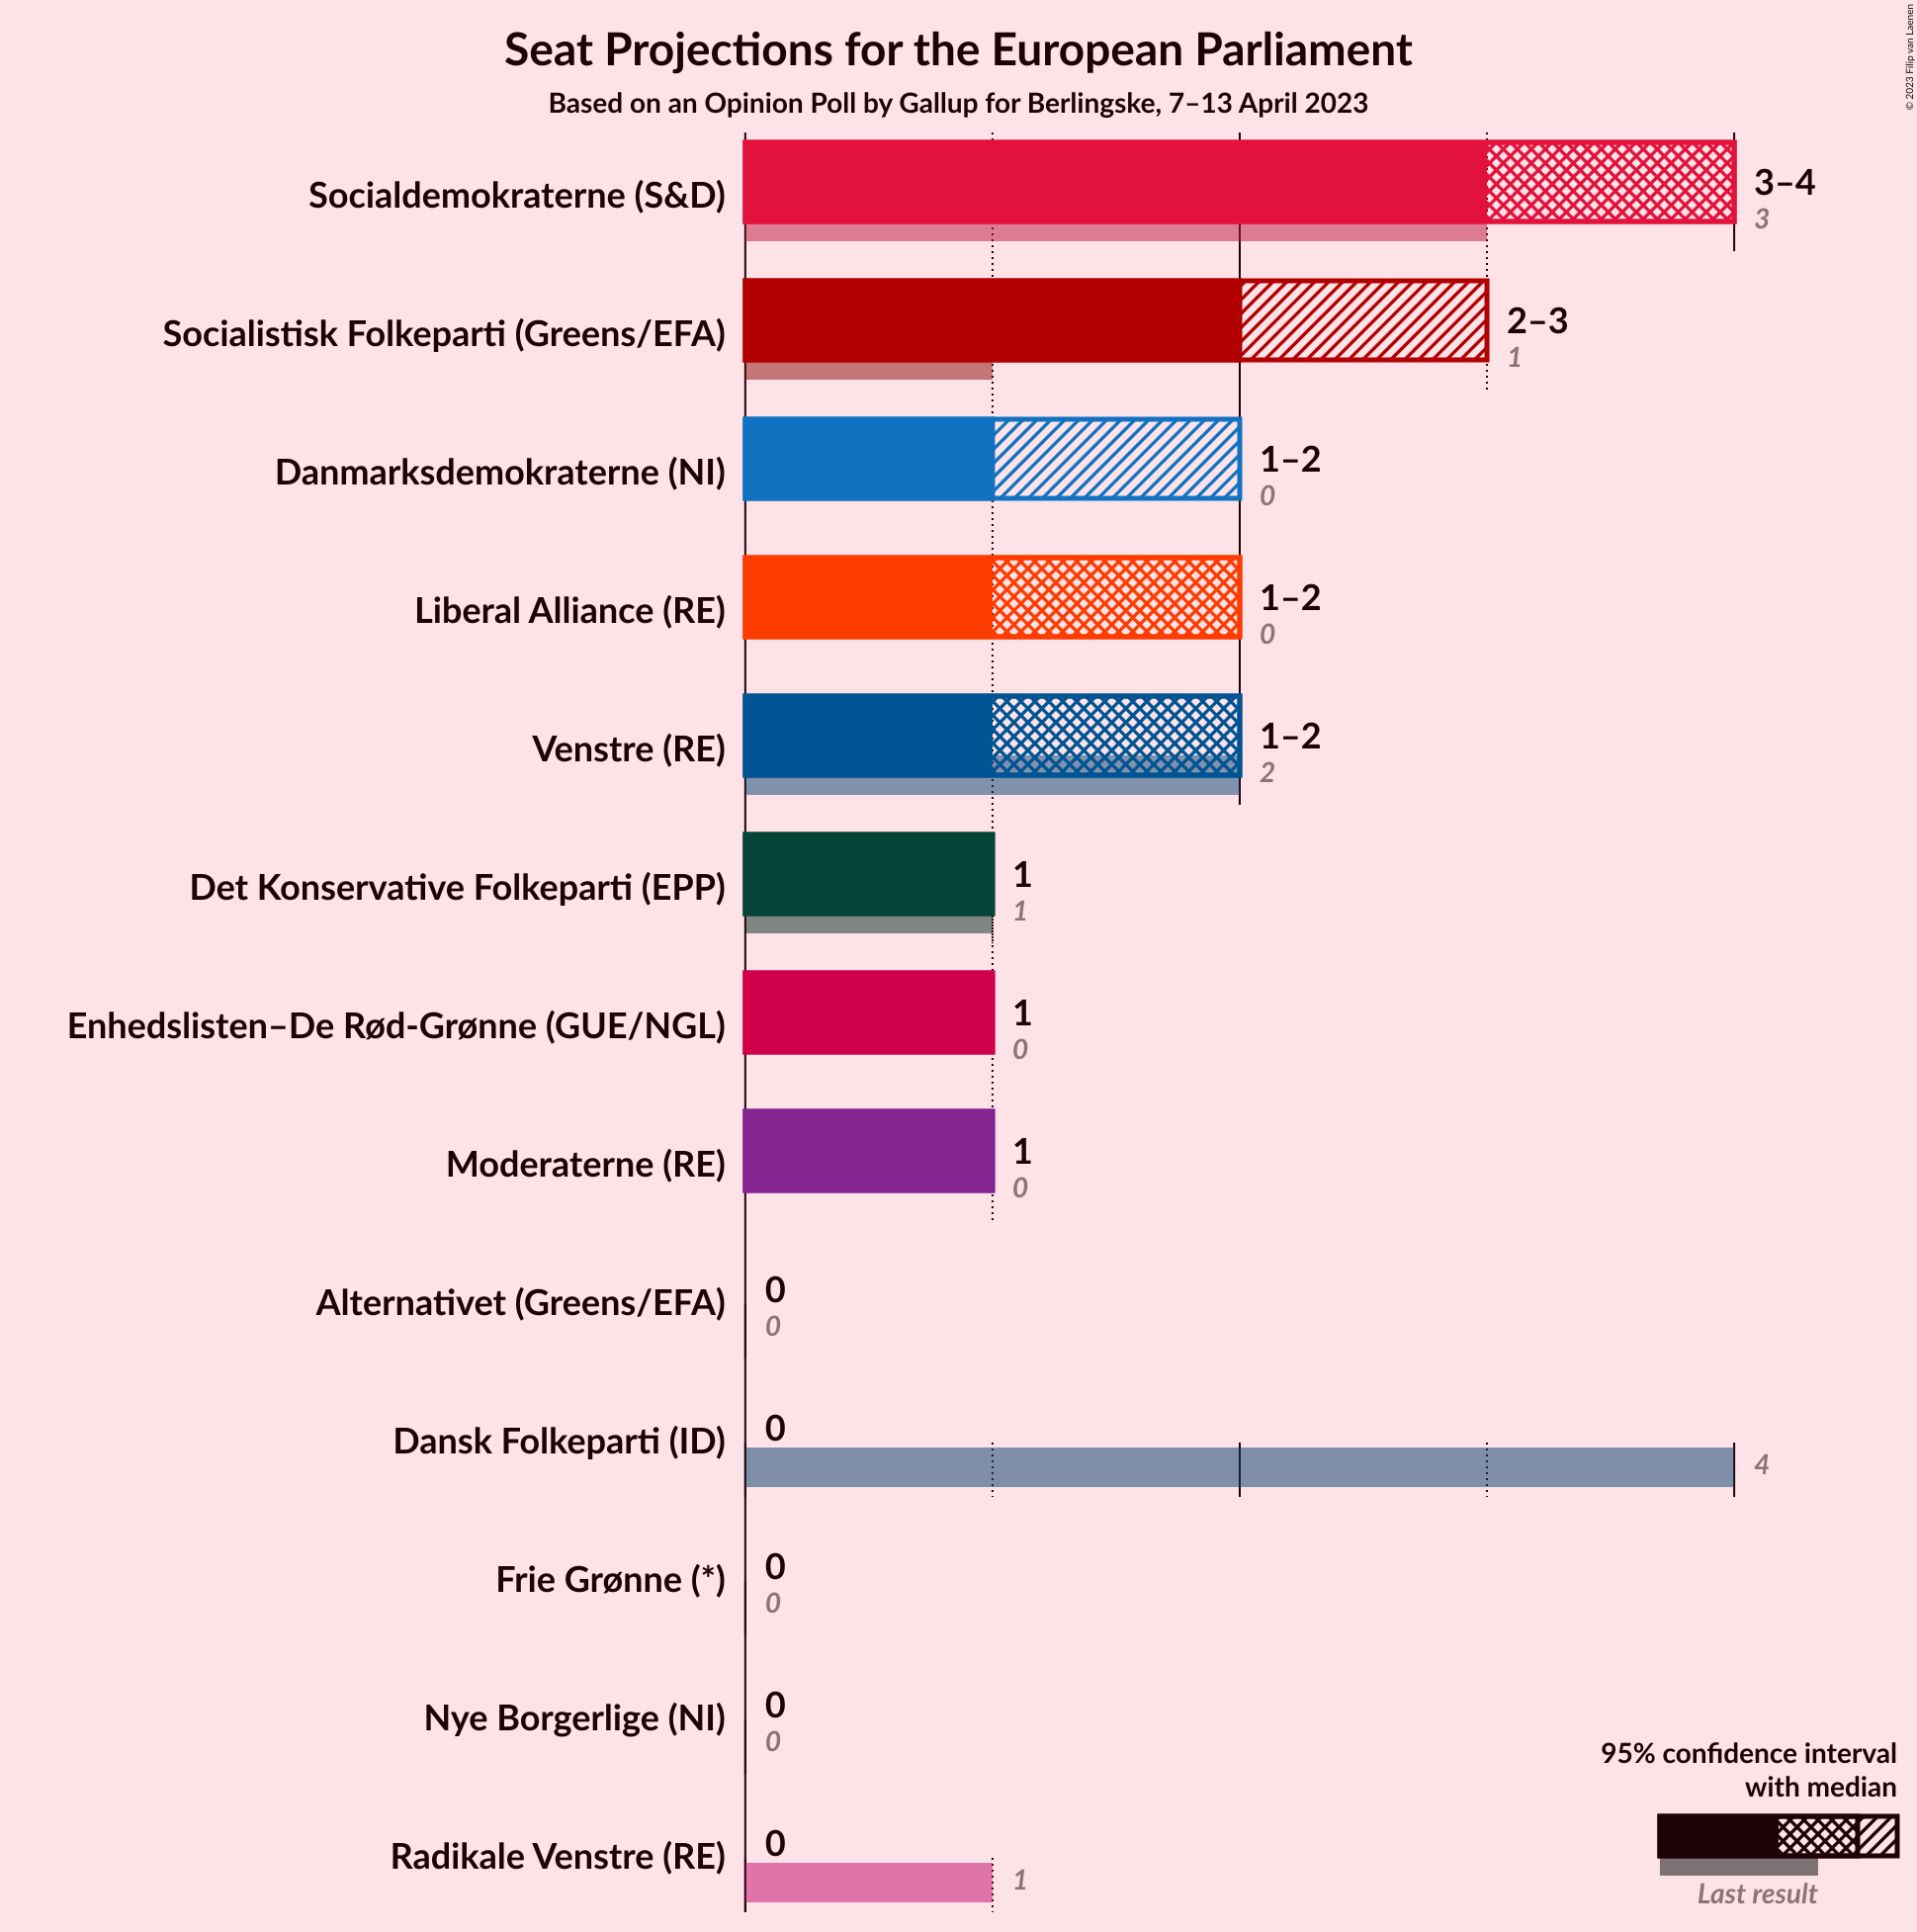 Seat Projections for the European Parliament
Based on an Opinion Poll by Gallup for Berlingske, 7–13 April 2023
© 2023 Filip van Laenen
Socialdemokraterne (S&D)
3–4
3
Socialistisk Folkeparti (Greens/EFA)
2–3
1
Danmarksdemokraterne (NI)
1–2
0
Liberal Alliance (RE)
1–2
0
Venstre (RE)
1–2
2
Det Konservative Folkeparti (EPP)
1
1
Enhedslisten–De Rød-Grønne (GUE/NGL)
1
0
Moderaterne (RE)
1
0
Alternativet (Greens/EFA)
0
0
Dansk Folkeparti (ID)
0
4
Frie Grønne (*)
0
0
Nye Borgerlige (NI)
0
0
Radikale Venstre (RE)
0
1
95% confidence interval
with median
Last result